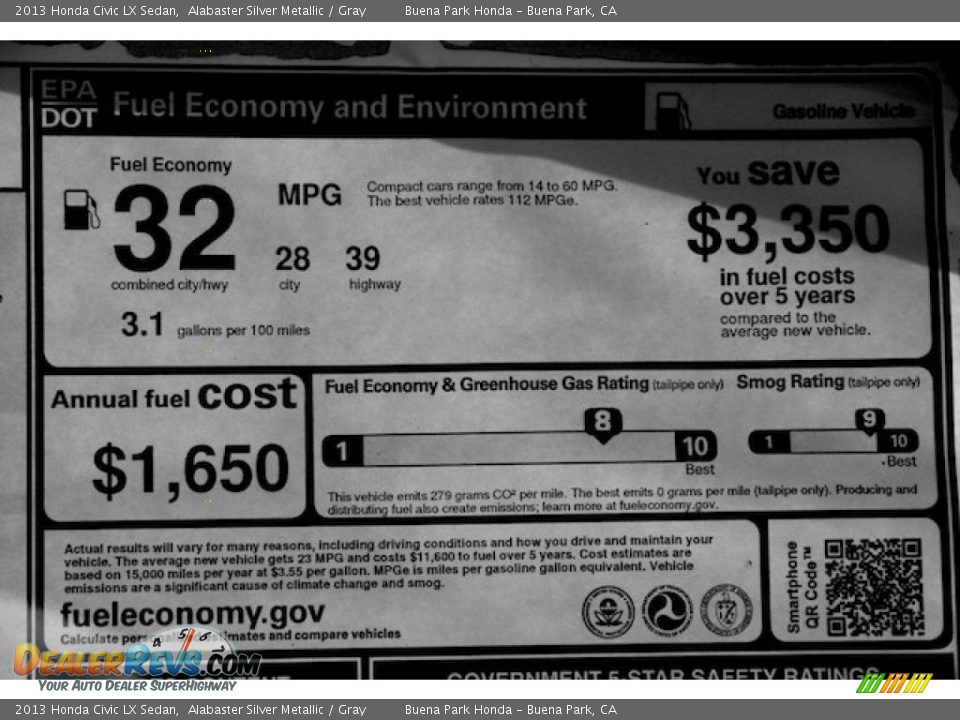 2013 Honda Civic LX Sedan,  Alabaster Silver Metallic / Gray    Buena Park Honda - Buena Park, CA
EPA
DOT
Fuel Economy and Environment
Gasoline Vehicle
Fuel Economy
32
MPG
combined city/hwy
28
city
39
highway
3.1 gallons per 100 miles
Compact cars range from 14 to 60 MPG.
The best vehicle rates 112 MPGe.
You save
$3,350
in fuel costs
over 5 years
compared to the
average new vehicle.
Annual fuel cost
$1,650
Fuel Economy & Greenhouse Gas Rating (tailpipe only)
1
8
10
Best
Smog Rating (tailpipe only)
1
9
10
Best
This vehicle emits 279 grams CO² per mile. The best emits 0 grams per mile (tailpipe only). Producing and
distributing fuel also create emissions; learn more at fueleconomy.gov.
Actual results will vary for many reasons, including driving conditions and how you drive and maintain your
vehicle. The average new vehicle gets 23 MPG and costs $11,600 to fuel over 5 years. Cost estimates are
based on 15,000 miles per year at $3.55 per gallon. MPGe is miles per gasoline gallon equivalent. Vehicle
emissions are a significant cause of climate change and smog.
fueleconomy.gov
Calculate estimates and compare vehicles
Smartphone
QR Code™
GOVERNMENT 5-STAR SAFETY RATINGS
4 5 6
DealerRevs.com
Your Auto Dealer SuperHighway
2013 Honda Civic LX Sedan,  Alabaster Silver Metallic / Gray    Buena Park Honda - Buena Park, CA